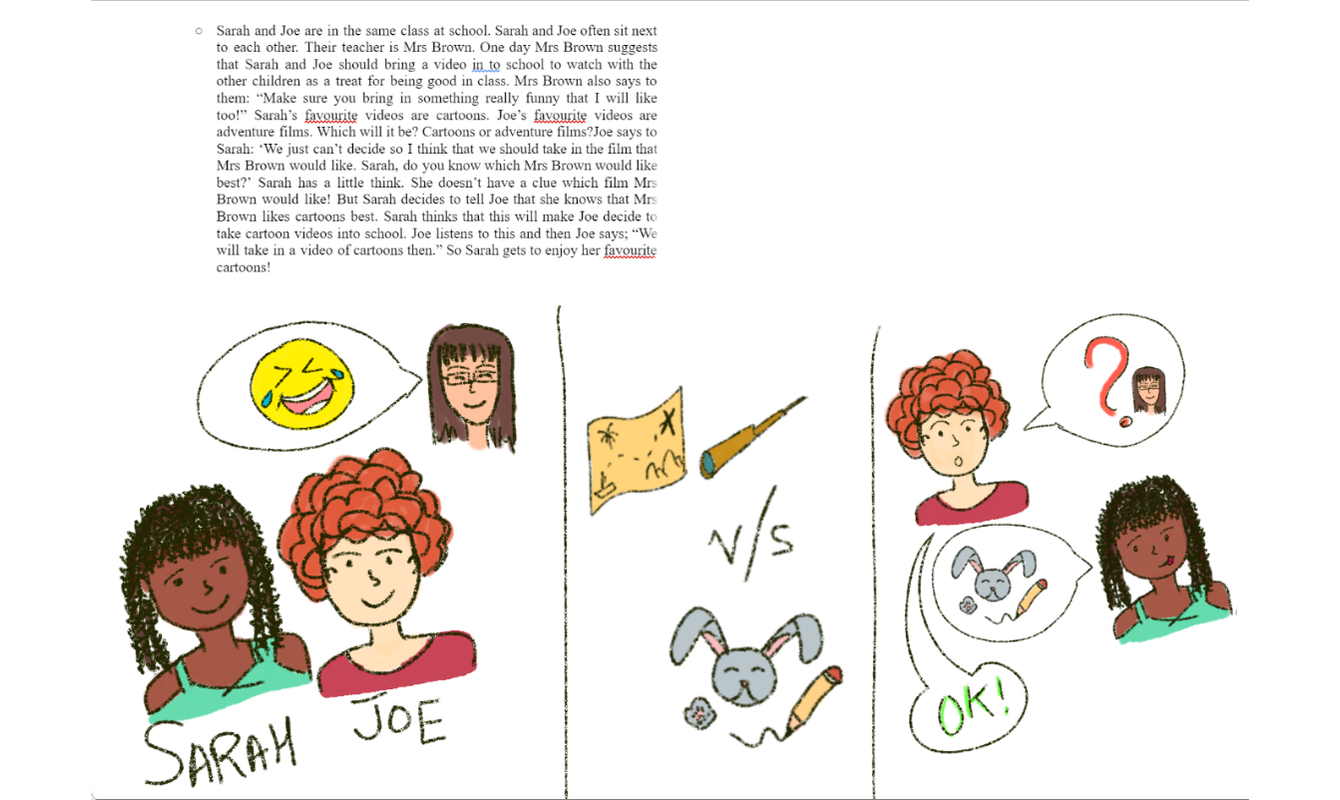 Sarah and Joe are in the same class at school. Sarah and Joe often sit next
to each other. Their teacher is Mrs Brown. One day Mrs Brown suggests
that Sarah and Joe should bring a video in to school to watch with the
other children as a treat for being good in class. Mrs Brown also says to
them: “Make sure you bring in something really funny that I will like
too!” Sarah’s favourite videos are cartoons. Joe’s favourite videos are
adventure films. Which will it be? Cartoons or adventure films?Joe says to
Sarah: ‘We just can’t decide so I think that we should take in the film that
Mrs Brown would like. Sarah, do you know which Mrs Brown would like
best?’ Sarah has a little think. She doesn’t have a clue which film Mrs
Brown would like! But Sarah decides to tell Joe that she knows that Mrs
Brown likes cartoons best. Sarah thinks that this will make Joe decide to
take cartoon videos into school. Joe listens to this and then Joe says; “We
will take in a video of cartoons then.” So Sarah gets to enjoy her favourite
cartoons!
SARAH
JOE
V/S
?
OK!